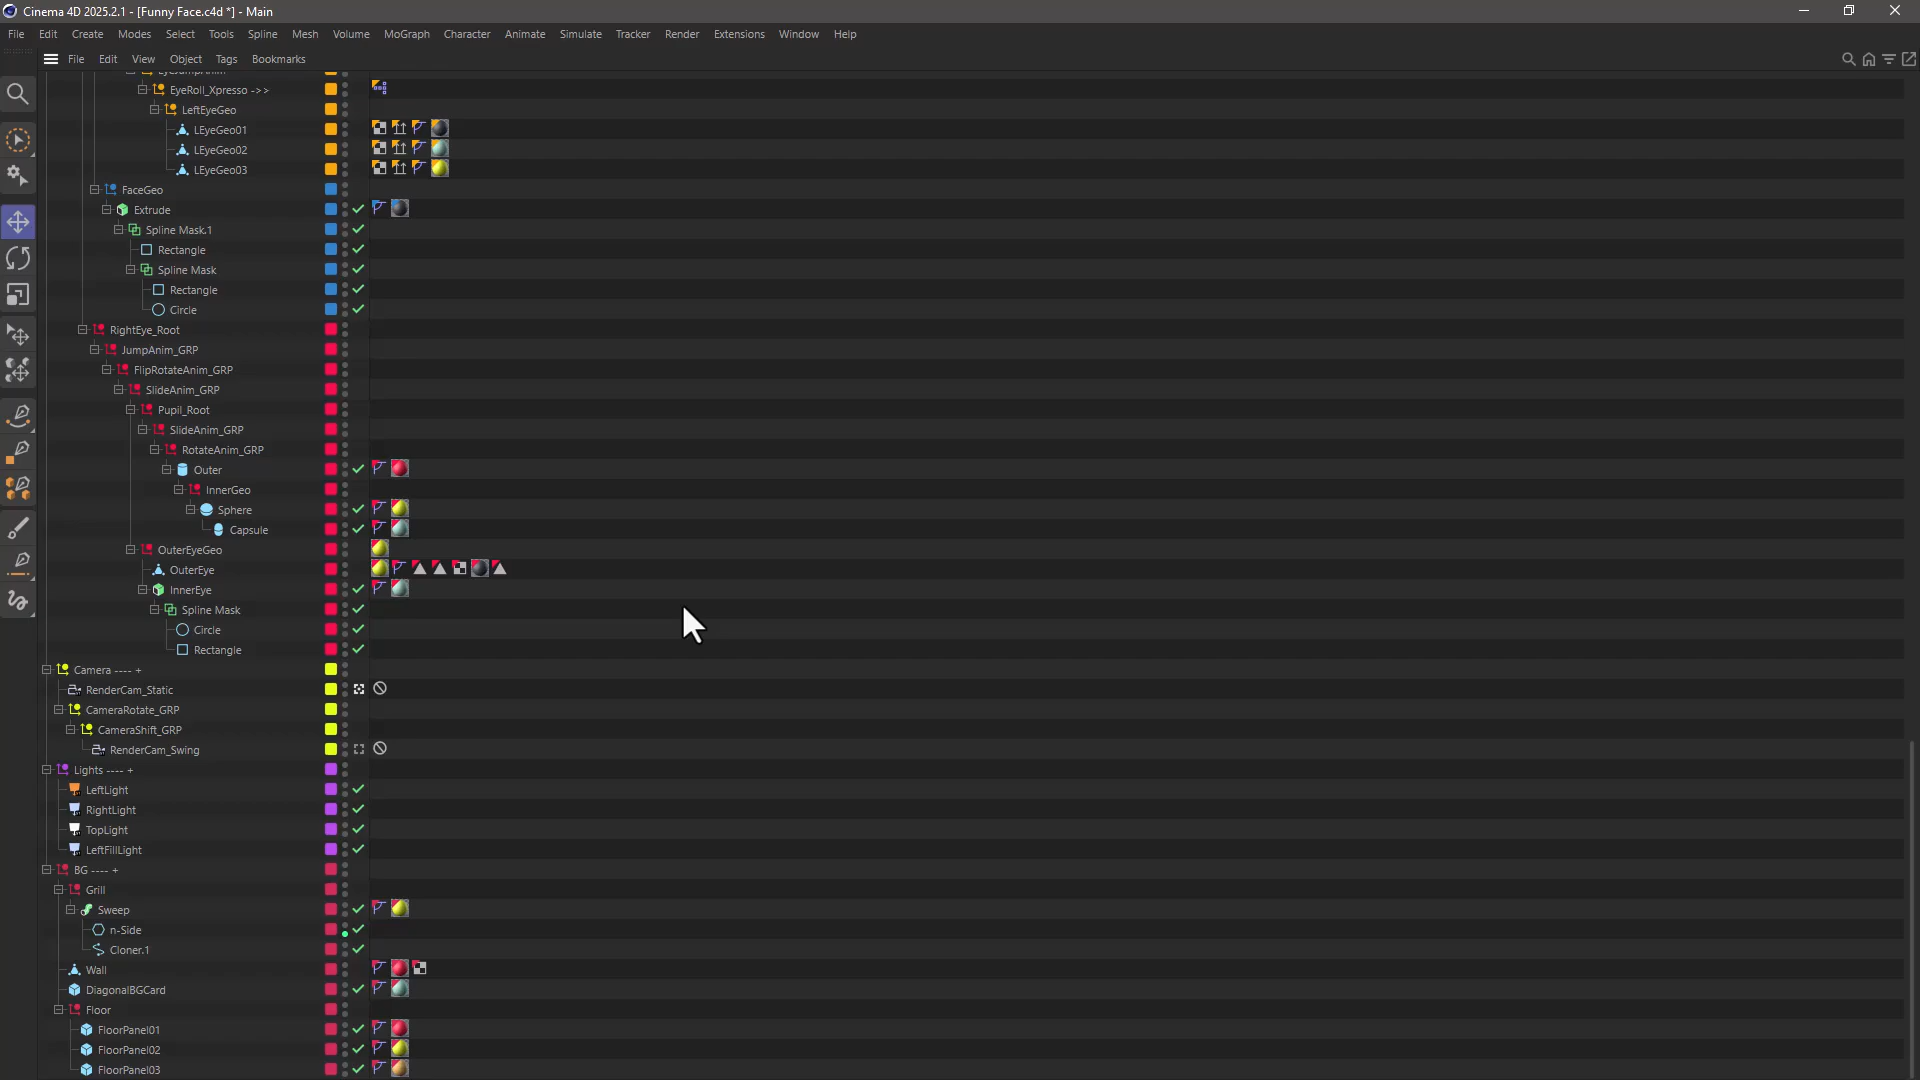 Cinema 4D 2025.2.1 - [Funny Face.c4d *] - Main
File Edit Create Modes Select Tools Spline Mesh Volume MoGraph Character Animate Simulate Tracker Render Extensions Window Help
File Edit View Object Tags Bookmarks
EyeRoll_Xpresso ->>
LeftEyeGeo
LEyeGeo01
LEyeGeo02
LEyeGeo03
FaceGeo
Extrude
Spline Mask.1
Rectangle
Spline Mask
Rectangle
Circle
RightEye_Root
JumpAnim_GRP
FlipRotateAnim_GRP
SlideAnim_GRP
Pupil_Root
SlideAnim_GRP
RotateAnim_GRP
Outer
InnerGeo
Sphere
Capsule
OuterEyeGeo
OuterEye
InnerEye
Spline Mask
Circle
Rectangle
Camera ---- +
RenderCam_Static
CameraRotate_GRP
CameraShift_GRP
RenderCam_Swing
Lights ---- +
LeftLight
RightLight
TopLight
LeftFillLight
BG ---- +
Grill
Sweep
n-Side
Cloner.1
Wall
DiagonalBGCard
Floor
FloorPanel01
FloorPanel02
FloorPanel03